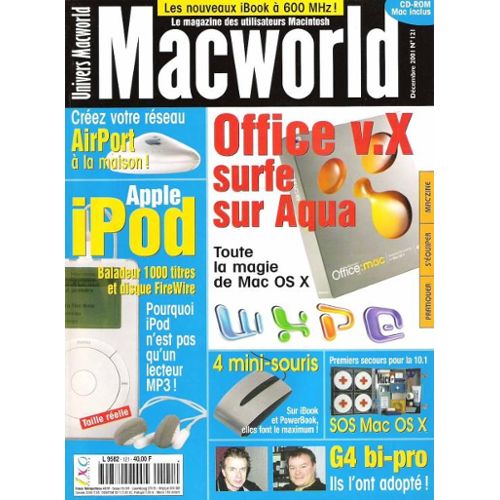 Les nouveaux iBook à 600 MHz !
CD-ROM
Mac inclus
Le magazine des utilisateurs Macintosh
Univers Macworld
Macworld
Décembre 2001 N° 121
Créez votre réseau
AirPort
à la maison !
Office v.X
surfe
sur Aqua
Office:mac
Toute
la magie
de Mac OS X
MAC'ZINE
S'ÉQUIPER
PRATIQUER
Apple
iPod
Baladeur 1000 titres
et disque FireWire
Pourquoi
iPod
n'est pas
qu'un
lecteur
MP3 !
Taille réelle
W X P e
4 mini-souris
Sur iBook
et PowerBook,
elles font le maximum !
Premiers secours pour la 10.1
SOS Mac OS X
G4 bi-pro
Ils l'ont adopté !
L 9582 - 121 - 40,00 F